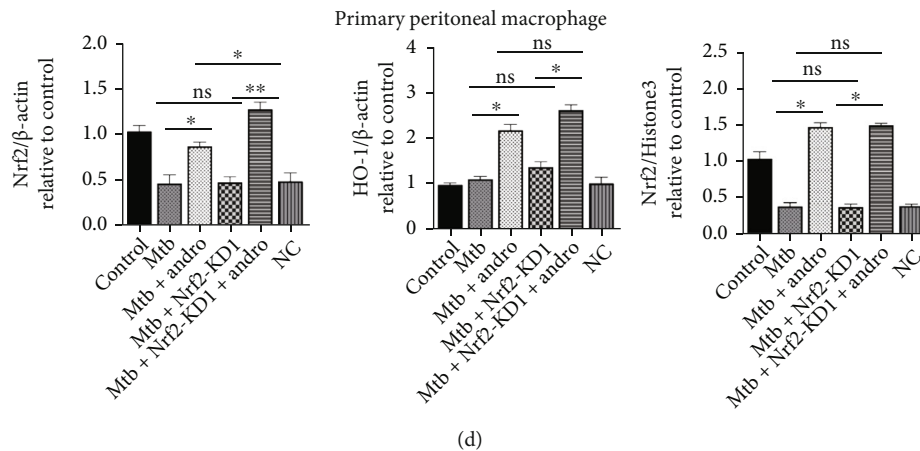 Primary peritoneal macrophage
Nrf2/β-actin
relative to control
2.0
1.5
1.0
0.5
0.0
*
ns
**
*
Control
Mtb
Mtb + andro
Mtb + Nrf2-KD1
Mtb + Nrf2-KD1 + andro
NC
HO-1/β-actin
relative to control
4
3
2
1
0
ns
ns
*
*
Control
Mtb
Mtb + andro
Mtb + Nrf2-KD1
Mtb + Nrf2-KD1 + andro
NC
Nrf2/Histone3
relative to control
2.5
2.0
1.5
1.0
0.5
0.0
ns
ns
*
*
Control
Mtb
Mtb + andro
Mtb + Nrf2-KD1
Mtb + Nrf2-KD1 + andro
NC
(d)